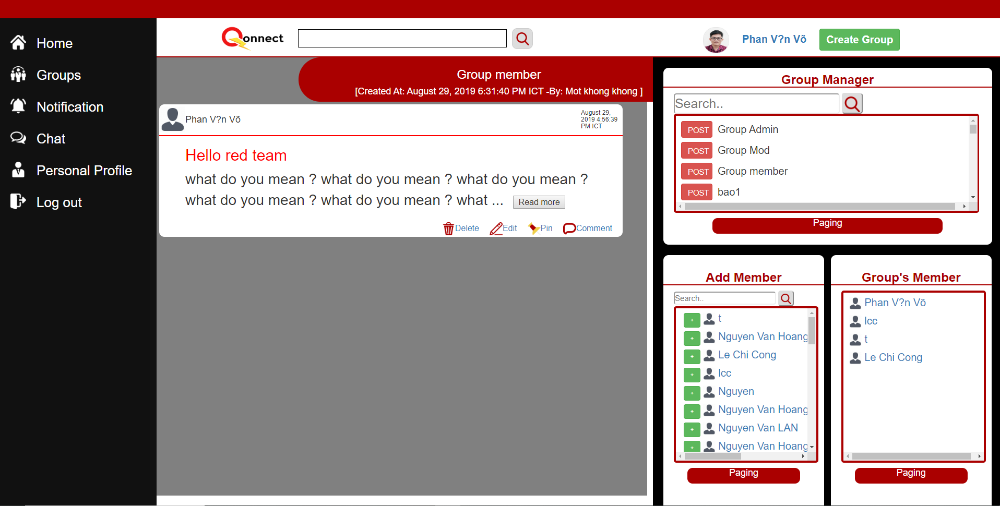 Home
Groups
Notification
Chat
Personal Profile
Log out
Qonnect
Phan V?n Võ
Create Group
Group member
[Created At: August 29, 2019 6:31:40 PM ICT -By: Mot khong khong ]
Phan V?n Võ
August 29,
2019 4:56:39
PM ICT
Hello red team
what do you mean ? what do you mean ? what do you mean ?
what do you mean ? what do you mean ? what ... Read more
Delete Edit Pin Comment
Group Manager
Search..
POST Group Admin
POST Group Mod
POST Group member
POST bao1
Paging
Add Member
Search..
+ t
+ Nguyen Van Hoang
+ Le Chi Cong
+ lcc
+ Nguyen
+ Nguyen Van Hoang
+ Nguyen Van LAN
+ Nguyen Van Hoang
Paging
Group's Member
Phan V?n Võ
lcc
t
Le Chi Cong
Paging